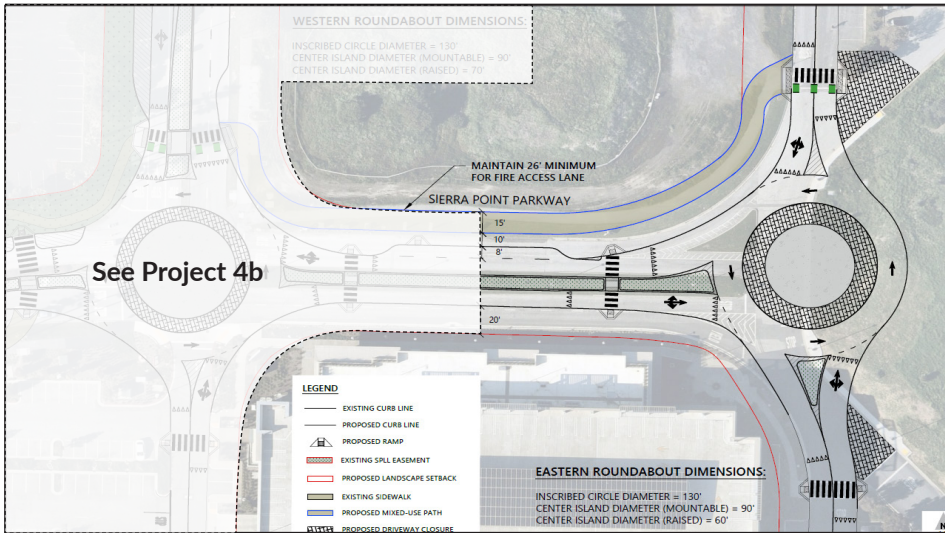 WESTERN ROUNDABOUT DIMENSIONS:
INSCRIBED CIRCLE DIAMETER = 130'
CENTER ISLAND DIAMETER (MOUNTABLE) = 90'
CENTER ISLAND DIAMETER (RAISED) = 70'
MAINTAIN 26' MINIMUM
FOR FIRE ACCESS LANE
SIERRA POINT PARKWAY
15'
10'
8'
See Project 4b
20'
LEGEND
EXISTING CURB LINE
PROPOSED CURB LINE
PROPOSED RAMP
EXISTING SPLL EASEMENT
PROPOSED LANDSCAPE SETBACK
EXISTING SIDEWALK
PROPOSED MIXED-USE PATH
PROPOSED DRIVEWAY CLOSURE
EASTERN ROUNDABOUT DIMENSIONS:
INSCRIBED CIRCLE DIAMETER = 130'
CENTER ISLAND DIAMETER (MOUNTABLE) = 90'
CENTER ISLAND DIAMETER (RAISED) = 60'
N